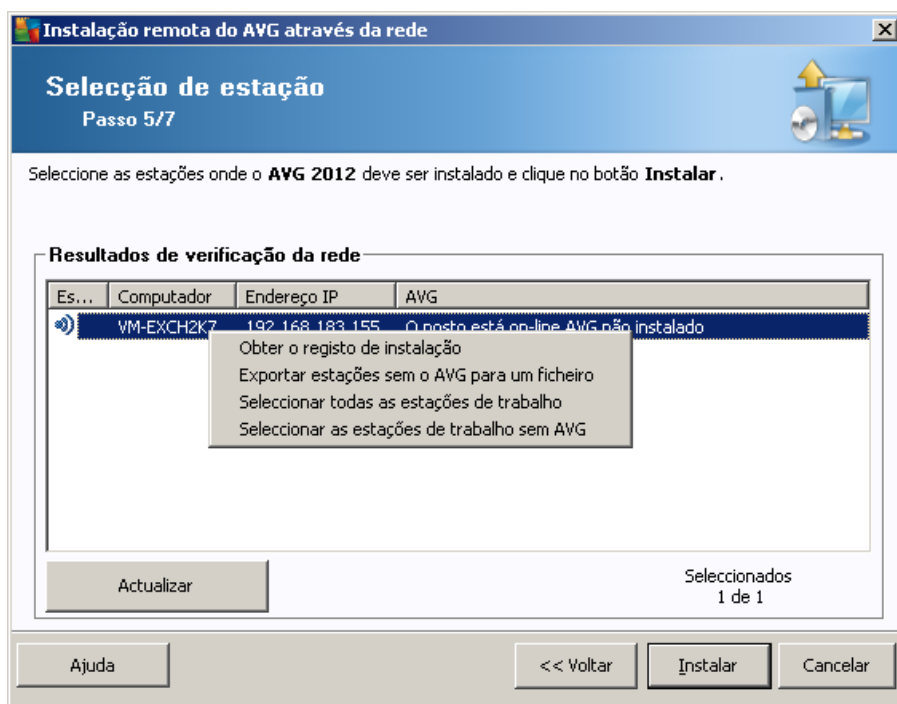 Instalação remota do AVG através da rede
Selecção de estação
Passo 5/7
Seleccione as estações onde o AVG 2012 deve ser instalado e clique no botão Instalar.
Resultados de verificação da rede
Es... Computador Endereço IP AVG
VM-EXCH2K7 192.168.183.155 O posto está on-line AVG não instalado
Obter o registo de instalação
Exportar estações sem o AVG para um ficheiro
Seleccionar todas as estações de trabalho
Seleccionar as estações de trabalho sem AVG
Actualizar
Seleccionados
1 de 1
Ajuda << Voltar Instalar Cancelar